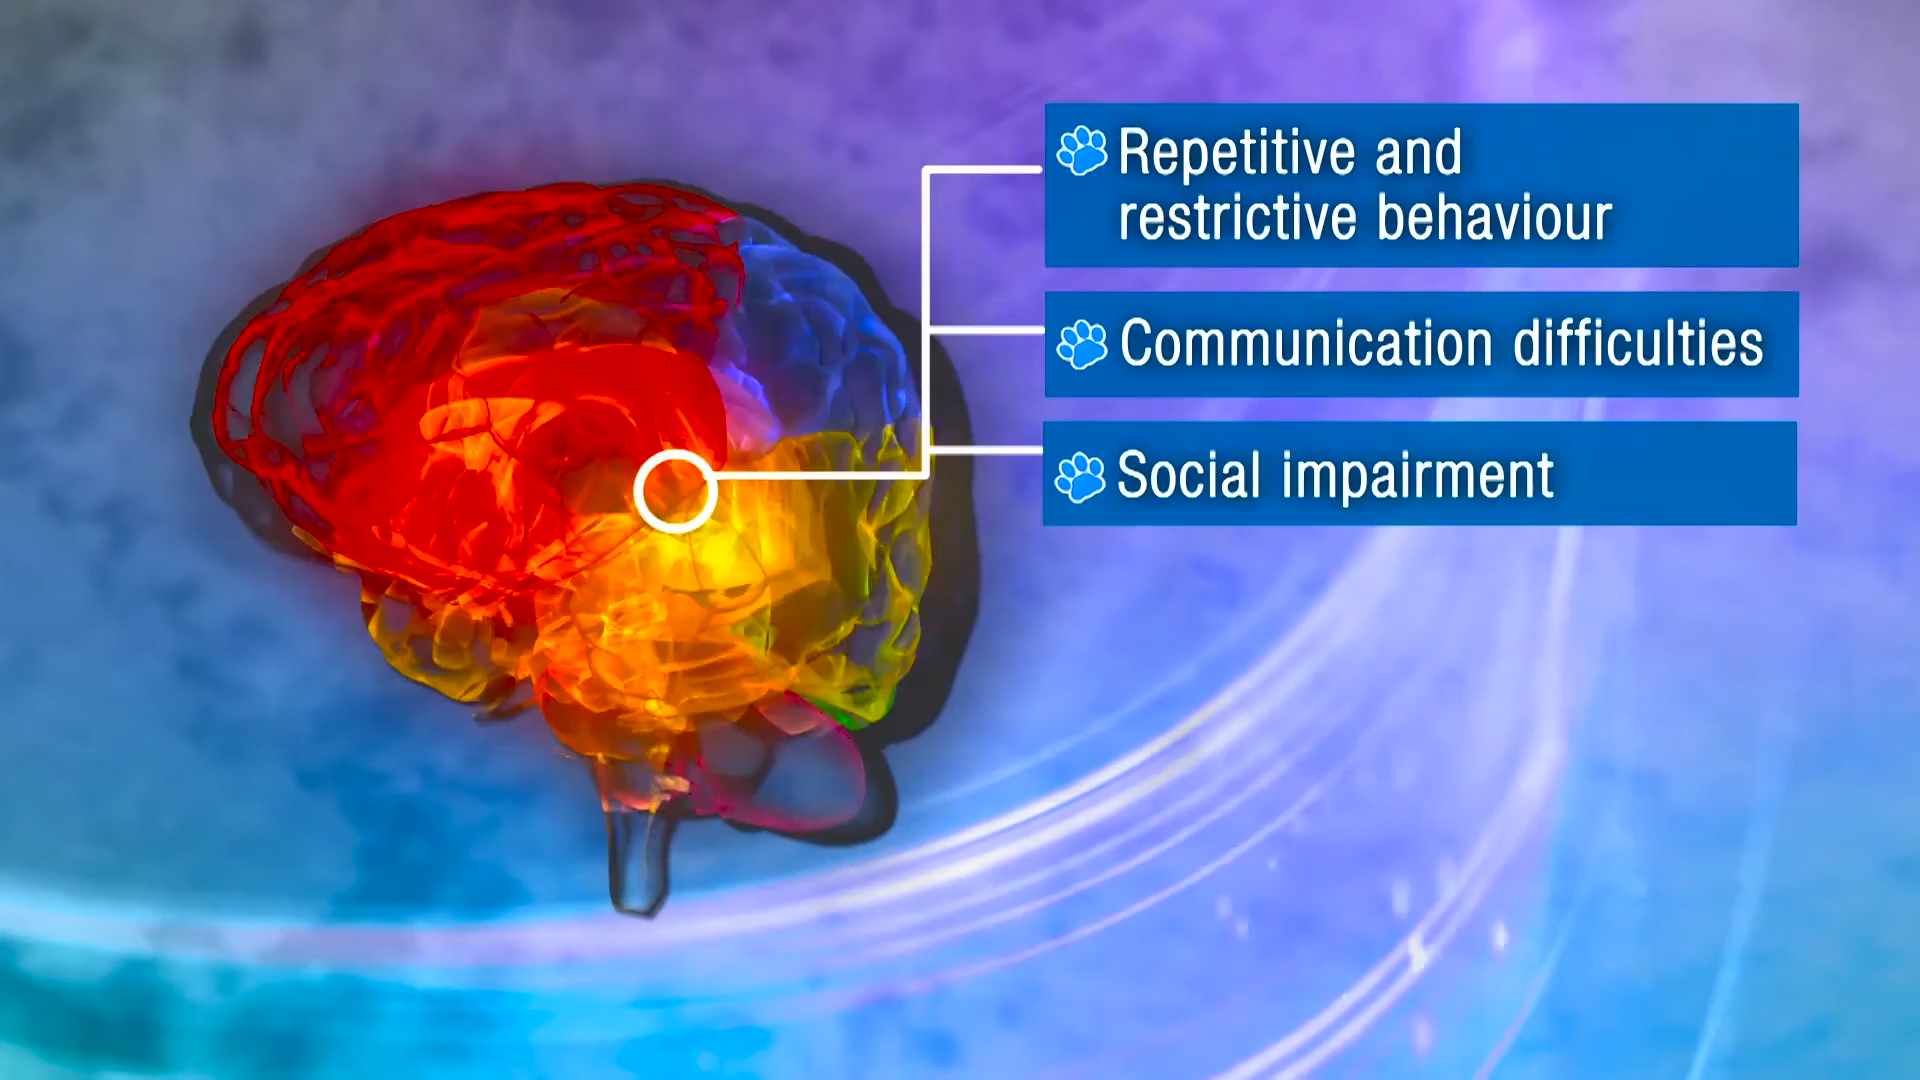 Repetitive and
restrictive behaviour
Communication difficulties
Social impairment